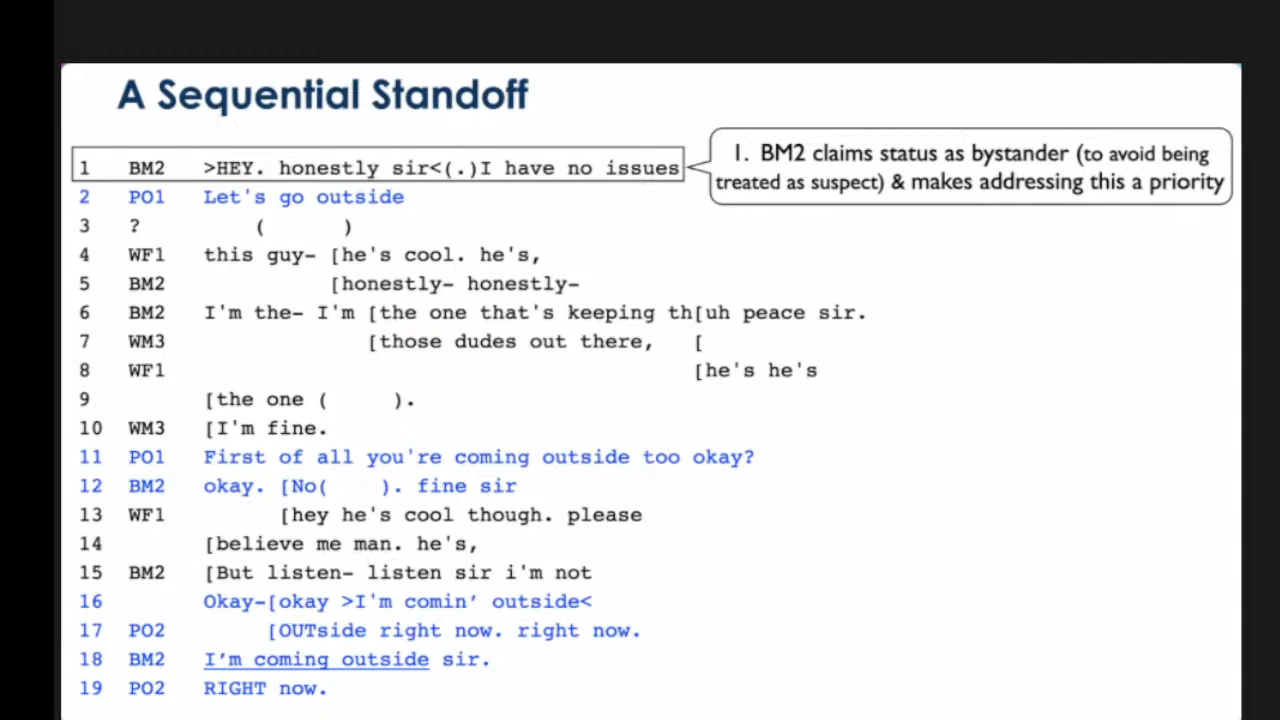 A Sequential Standoff
1 BM2 >HEY. honestly sir<(.)I have no issues
1. BM2 claims status as bystander (to avoid being
treated as suspect) & makes addressing this a priority
2 PO1 Let's go outside
3 ? ( )
4 WF1 this guy- [he's cool. he's,
5 BM2 [honestly- honestly-
6 BM2 I'm the- I'm [the one that's keeping th[uh peace sir.
7 WM3 [those dudes out there, [
8 WF1 [he's he's
9 [the one ( ).
10 WM3 [I'm fine.
11 PO1 First of all you're coming outside too okay?
12 BM2 okay. [No( ). fine sir
13 WF1 [hey he's cool though. please
14 [believe me man. he's,
15 BM2 [But listen- listen sir i'm not
16 Okay-[okay >I'm comin’ outside<
17 PO2 [OUTside right now. right now.
18 BM2 I’m coming outside sir.
19 PO2 RIGHT now.